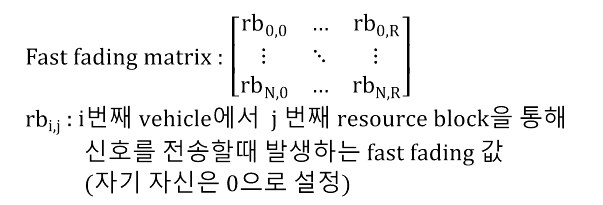 Fast fading matrix : [rb0,0 … rb0,R
⋮ ⋱ ⋮
rbN,0 … rbN,R]
rbi,j : i번째 vehicle에서 j 번째 resource block을 통해
신호를 전송할때 발생하는 fast fading 값
(자기 자신은 0으로 설정)